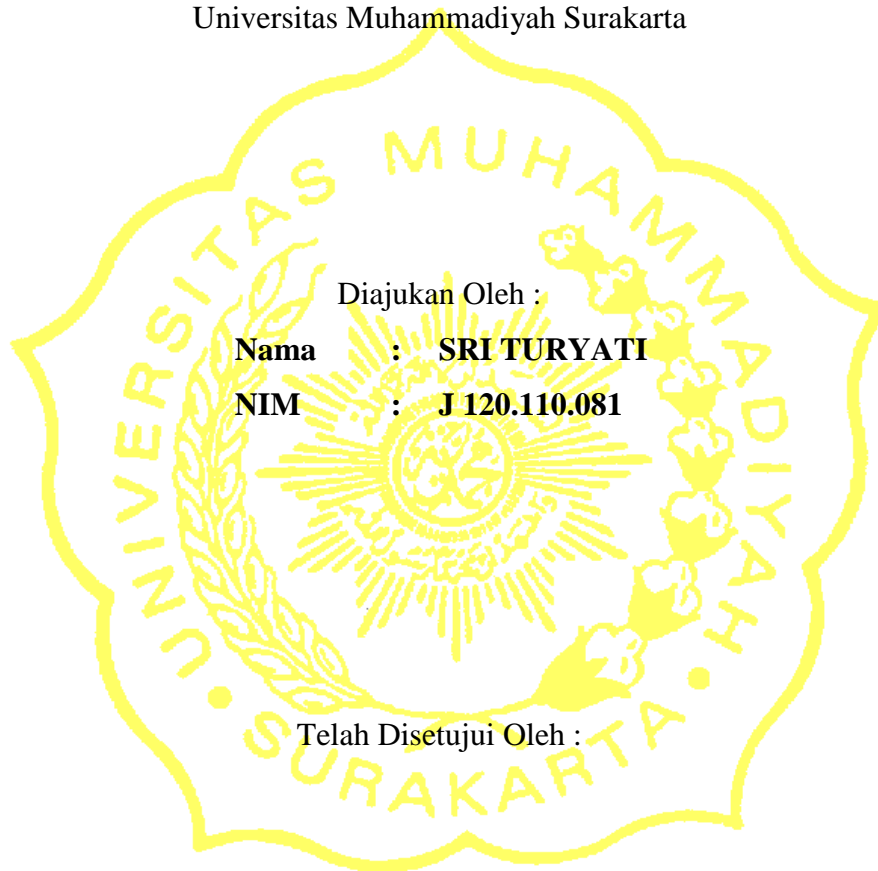 Universitas Muhammadiyah Surakarta
UNIVERSITAS MUHAMMADIYAH
Diajukan Oleh :
Nama : SRI TURYATI
NIM : J 120.110.081
Telah Disetujui Oleh :
SURAKARTA